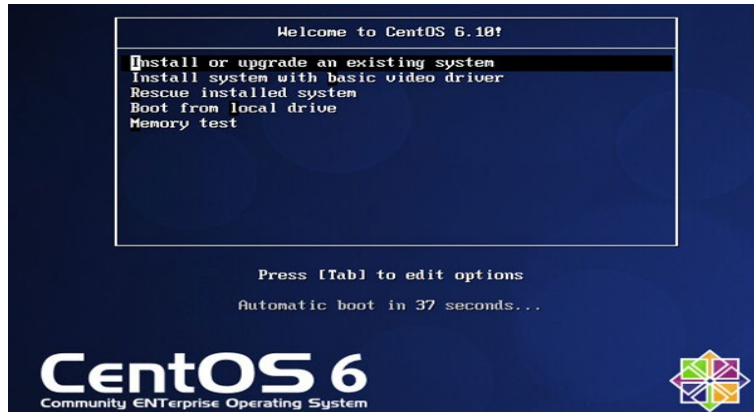 Welcome to CentOS 6.10!
Install or upgrade an existing system
Install system with basic video driver
Rescue installed system
Boot from local drive
Memory test
Press [Tab] to edit options
Automatic boot in 37 seconds...
CentOS 6
Community ENTerprise Operating System